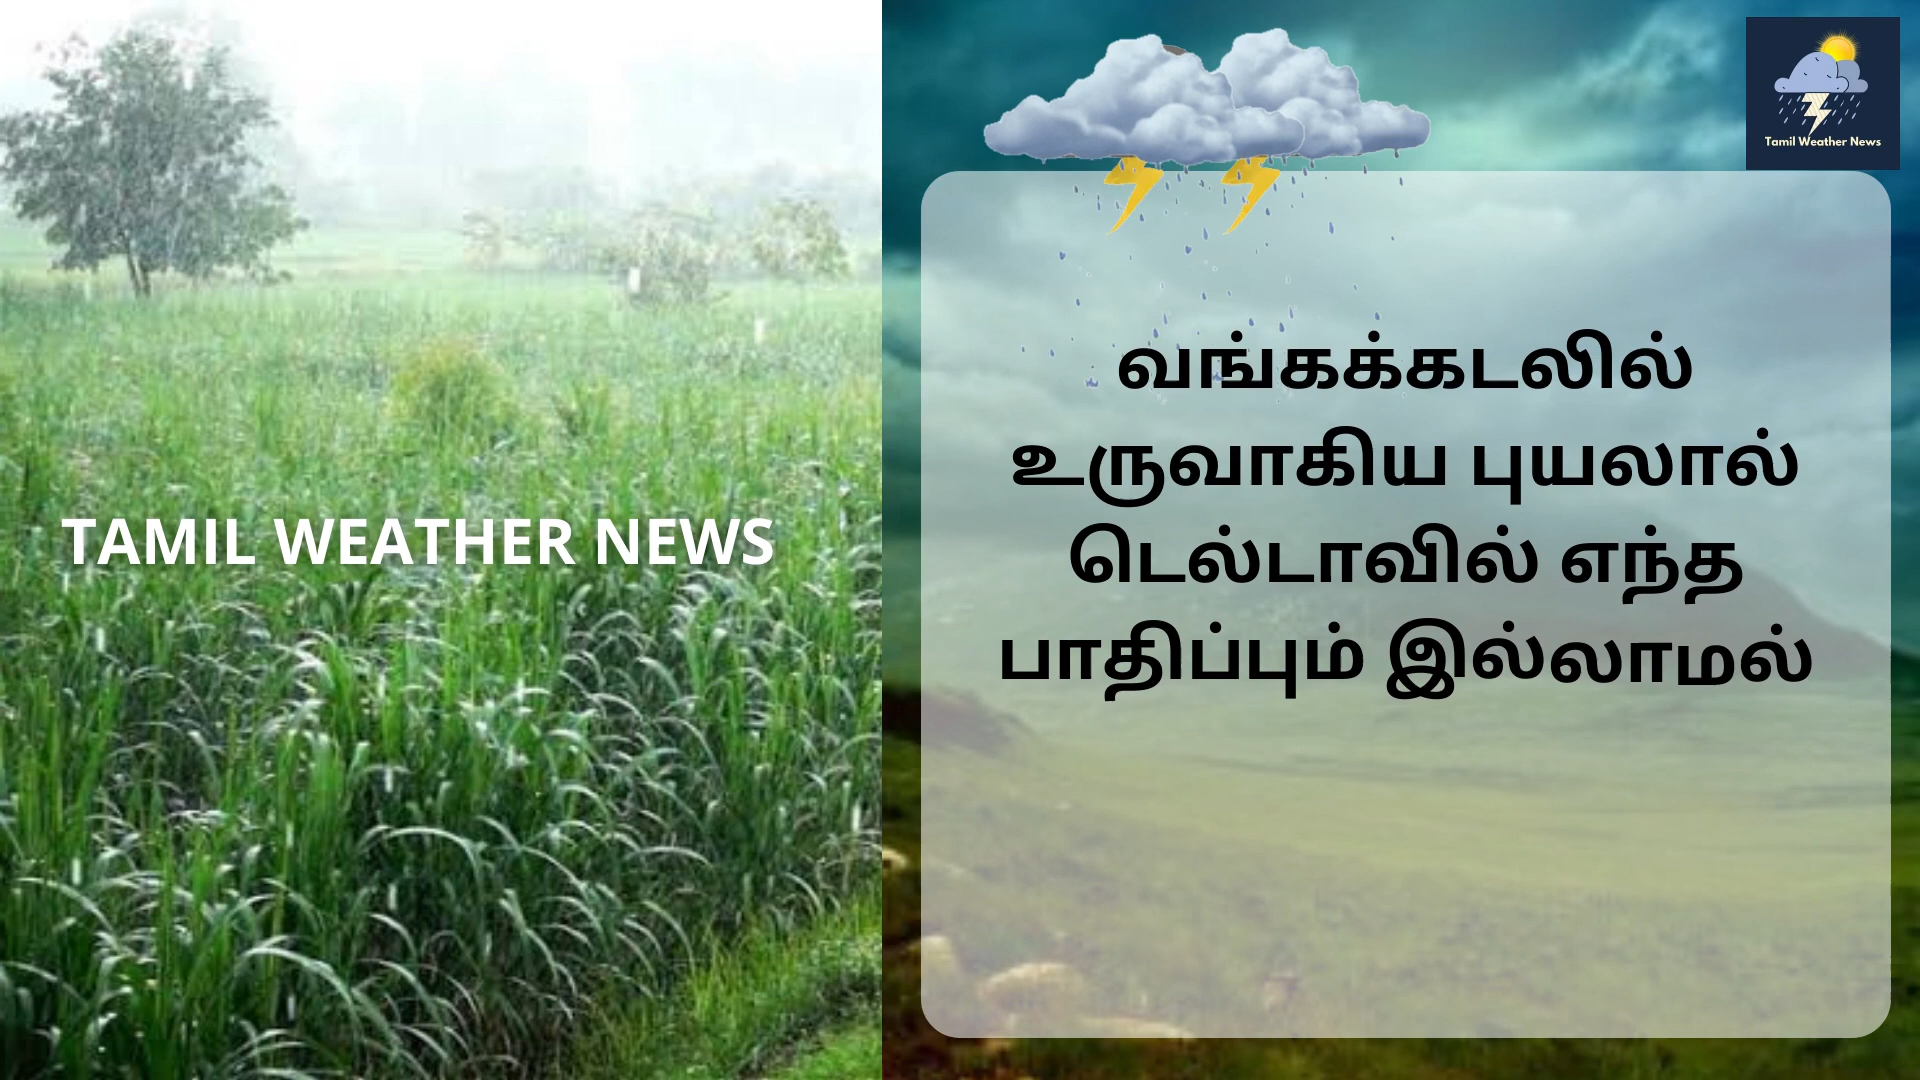 TAMIL WEATHER NEWS
Tamil Weather News
வங்கக்கடலில்
உருவாகிய புயலால்
டெல்டாவில் எந்த
பாதிப்பும் இல்லாமல்